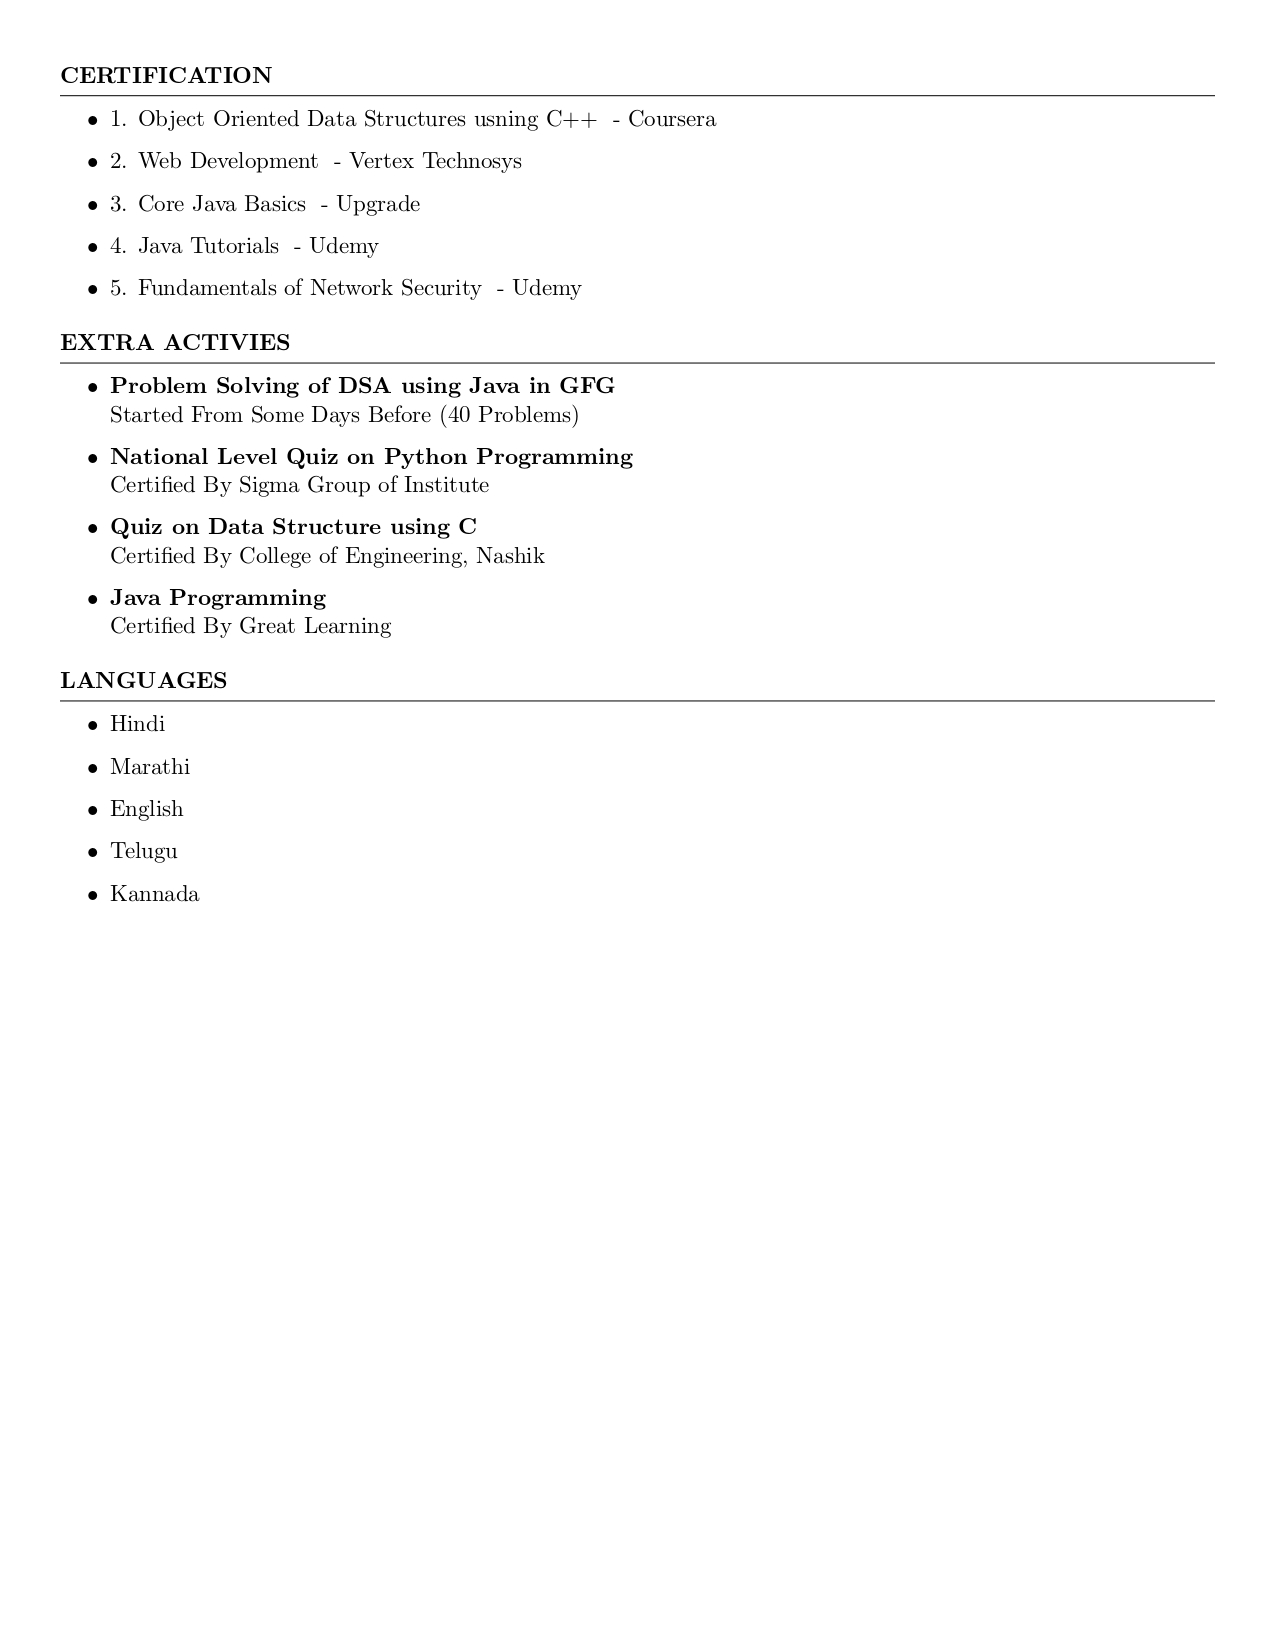 CERTIFICATION
• 1. Object Oriented Data Structures usning C++ - Coursera
• 2. Web Development - Vertex Technosys
• 3. Core Java Basics - Upgrade
• 4. Java Tutorials - Udemy
• 5. Fundamentals of Network Security - Udemy
EXTRA ACTIVIES
• Problem Solving of DSA using Java in GFG
Started From Some Days Before (40 Problems)
• National Level Quiz on Python Programming
Certified By Sigma Group of Institute
• Quiz on Data Structure using C
Certified By College of Engineering, Nashik
• Java Programming
Certified By Great Learning
LANGUAGES
• Hindi
• Marathi
• English
• Telugu
• Kannada